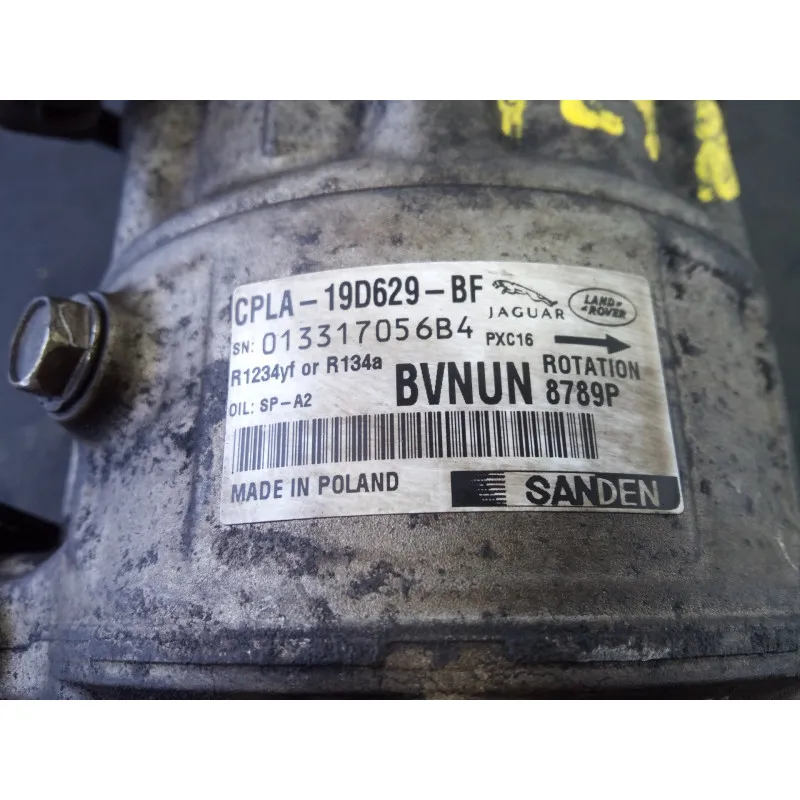 CPLA-19D629-BF JAGUAR LAND ROVER
SN: 013317056B4 PXC16
R1234yf or R134a BVNUN ROTATION
OIL: SP-A2 8789P
MADE IN POLAND SANDEN